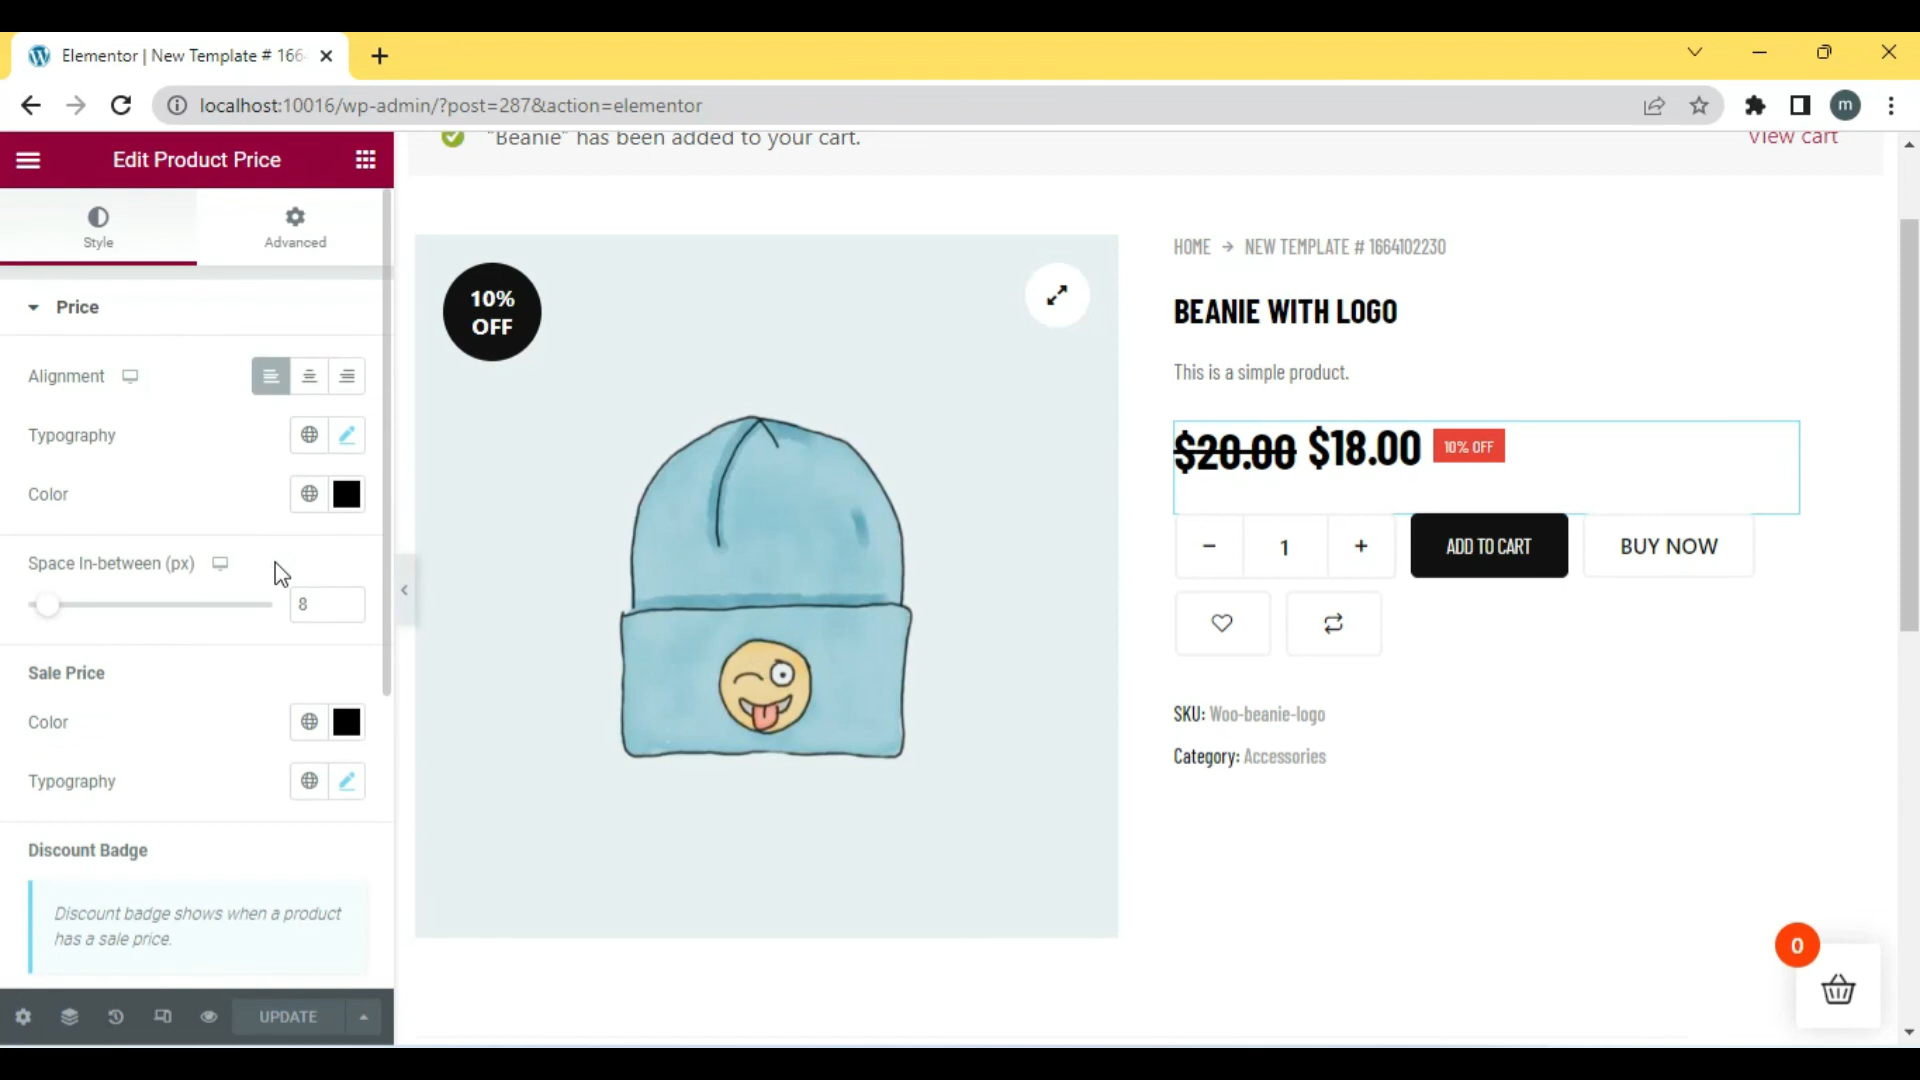 Elementor | New Template # 166
localhost:10016/wp-admin/?post=287&action=elementor
m
Edit Product Price
Style
Advanced
Price
Alignment
Typography
Color
Space In-between (px)
8
Sale Price
Color
Typography
Discount Badge
Discount badge shows when a product
has a sale price.
UPDATE
"Beanie" has been added to your cart.
View cart
10%
OFF
HOME → NEW TEMPLATE # 1664102230
BEANIE WITH LOGO
This is a simple product.
$20.00 $18.00 10% OFF
− 1 + ADD TO CART BUY NOW
SKU: Woo-beanie-logo
Category: Accessories
0